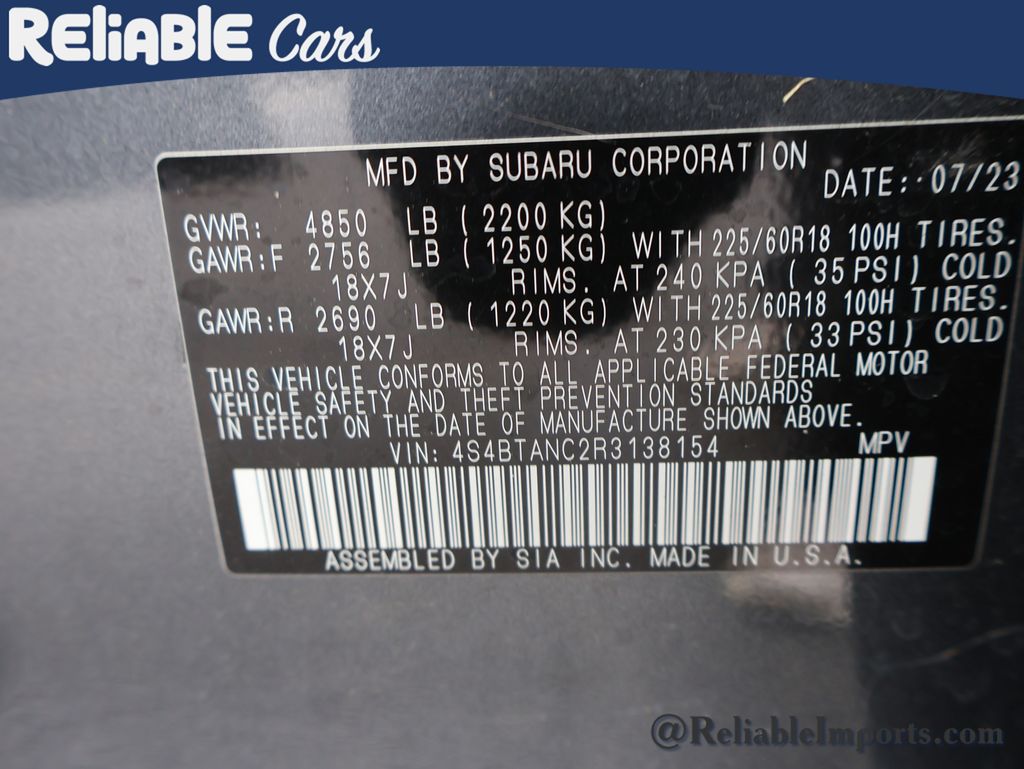 RELiABLE Cars
MFD BY SUBARU CORPORATION
DATE: 07/23
GVWR: 4850 LB ( 2200 KG)
GAWR:F 2756 LB ( 1250 KG) WITH 225/60R18 100H TIRES.
18X7J RIMS. AT 240 KPA ( 35 PSI) COLD
GAWR:R 2690 LB ( 1220 KG) WITH 225/60R18 100H TIRES.
18X7J RIMS. AT 230 KPA ( 33 PSI) COLD
THIS VEHICLE CONFORMS TO ALL APPLICABLE FEDERAL MOTOR
VEHICLE SAFETY AND THEFT PREVENTION STANDARDS
IN EFFECT ON THE DATE OF MANUFACTURE SHOWN ABOVE.
VIN: 4S4BTANC2R3138154 MPV
ASSEMBLED BY SIA INC. MADE IN U.S.A.
@ReliableImports.com